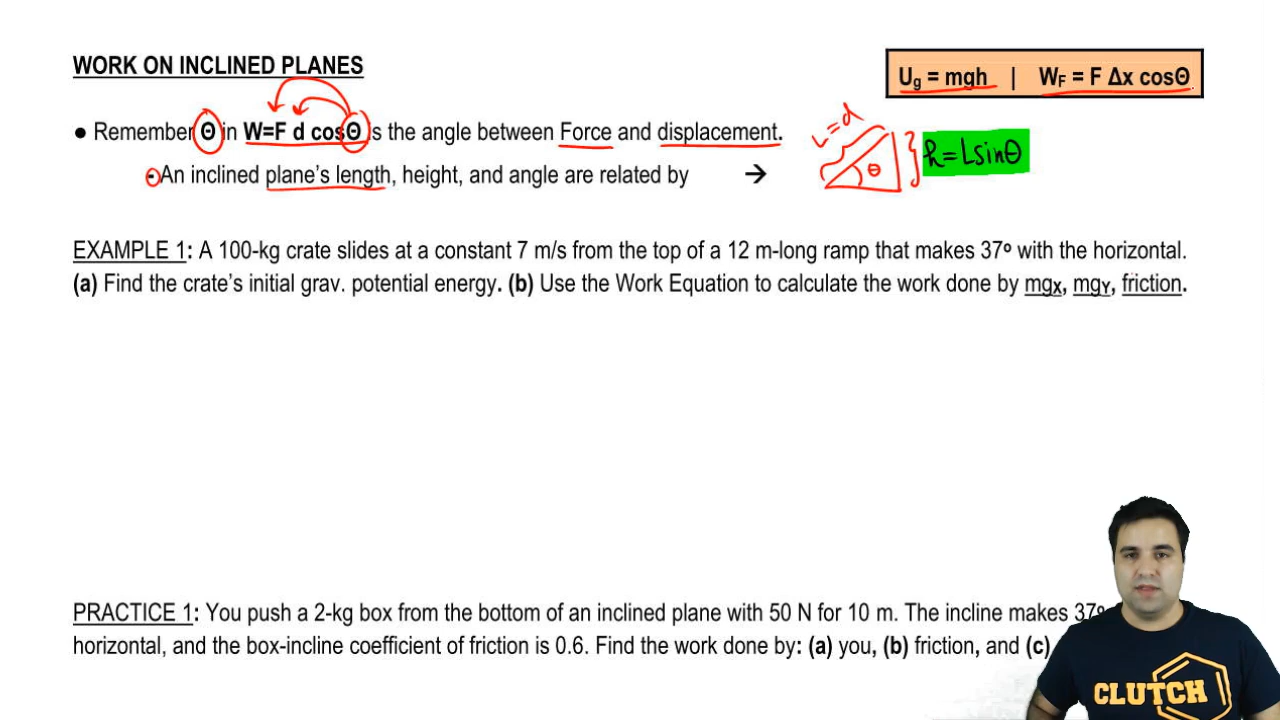 WORK ON INCLINED PLANES
Ug = mgh | WF = F Δx cosΘ
● Remember Θ in W=F d cosΘ is the angle between Force and displacement.
An inclined plane's length, height, and angle are related by →
L=d
Θ
h=LsinΘ
EXAMPLE 1: A 100-kg crate slides at a constant 7 m/s from the top of a 12 m-long ramp that makes 37º with the horizontal.
(a) Find the crate's initial grav. potential energy. (b) Use the Work Equation to calculate the work done by mgX, mgY, friction.
PRACTICE 1: You push a 2-kg box from the bottom of an inclined plane with 50 N for 10 m. The incline makes 37º
horizontal, and the box-incline coefficient of friction is 0.6. Find the work done by: (a) you, (b) friction, and (c)
CLUTCH